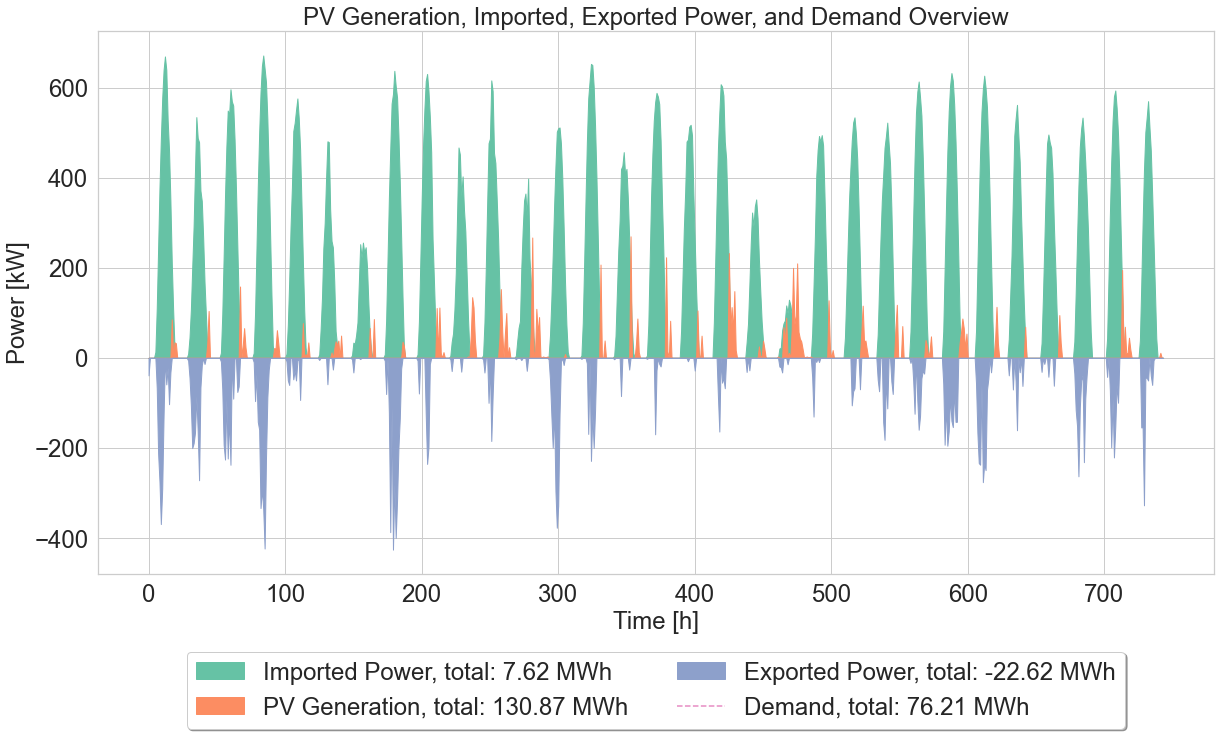 PV Generation, Imported, Exported Power, and Demand Overview
600
400
200
0
−200
−400
Power [kW]
0 100 200 300 400 500 600 700
Time [h]
Imported Power, total: 7.62 MWh
PV Generation, total: 130.87 MWh
Exported Power, total: -22.62 MWh
Demand, total: 76.21 MWh